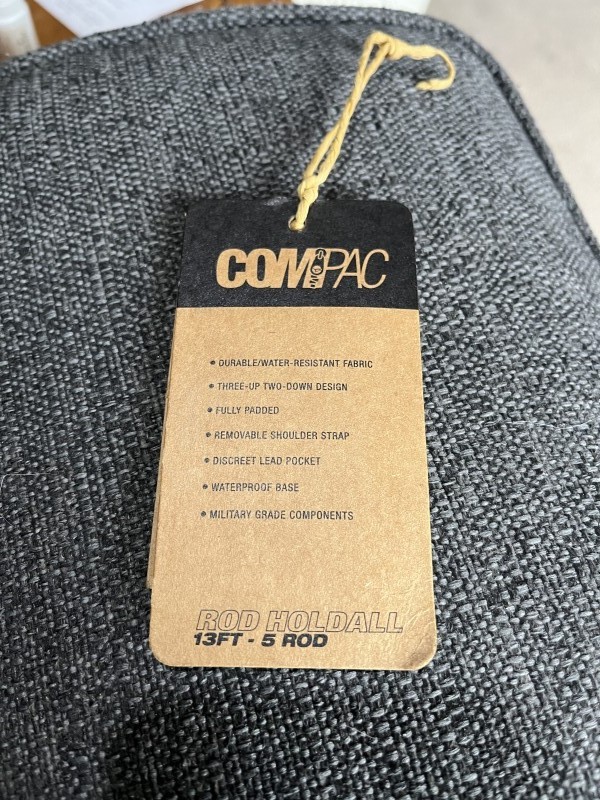 COMPAC
• DURABLE/WATER-RESISTANT FABRIC
• THREE-UP TWO-DOWN DESIGN
• FULLY PADDED
• REMOVABLE SHOULDER STRAP
• DISCREET LEAD POCKET
• WATERPROOF BASE
• MILITARY GRADE COMPONENTS
ROD HOLDALL
13FT - 5 ROD